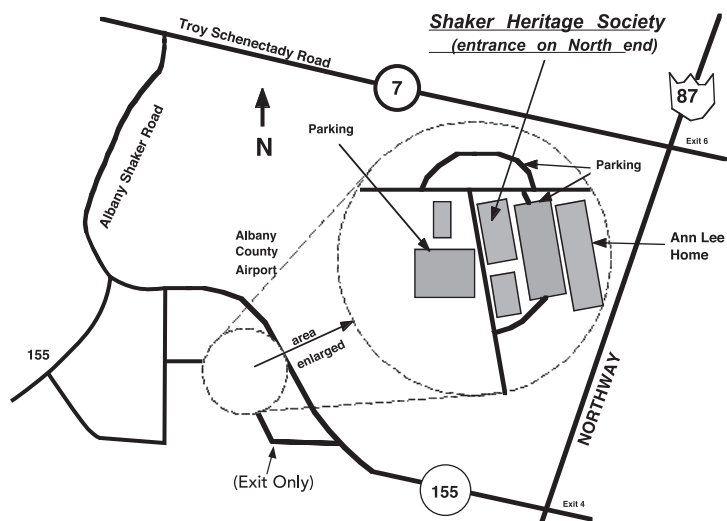 Shaker Heritage Society
(entrance on North end)
Troy Schenectady Road
7
87
Exit 6
N
Parking
Parking
Albany Shaker Road
Albany
County
Airport
Ann Lee
Home
area
enlarged
155
NORTHWAY
(Exit Only)
155
Exit 4